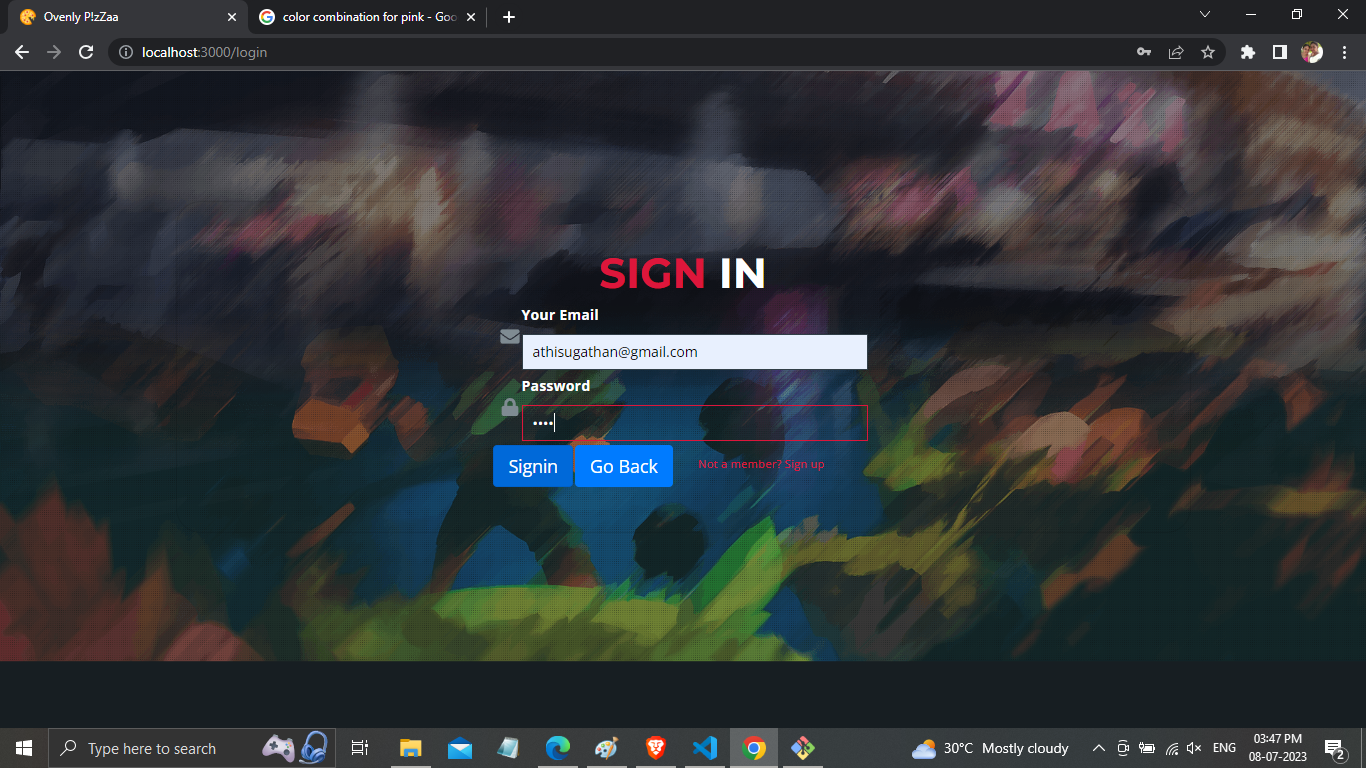 Ovenly P!zZaa
color combination for pink - Goo
localhost:3000/login
SIGN IN
Your Email
athisugathan@gmail.com
Password
••••
Signin
Go Back
Not a member? Sign up
Type here to search
30°C Mostly cloudy
ENG
03:47 PM
08-07-2023
2